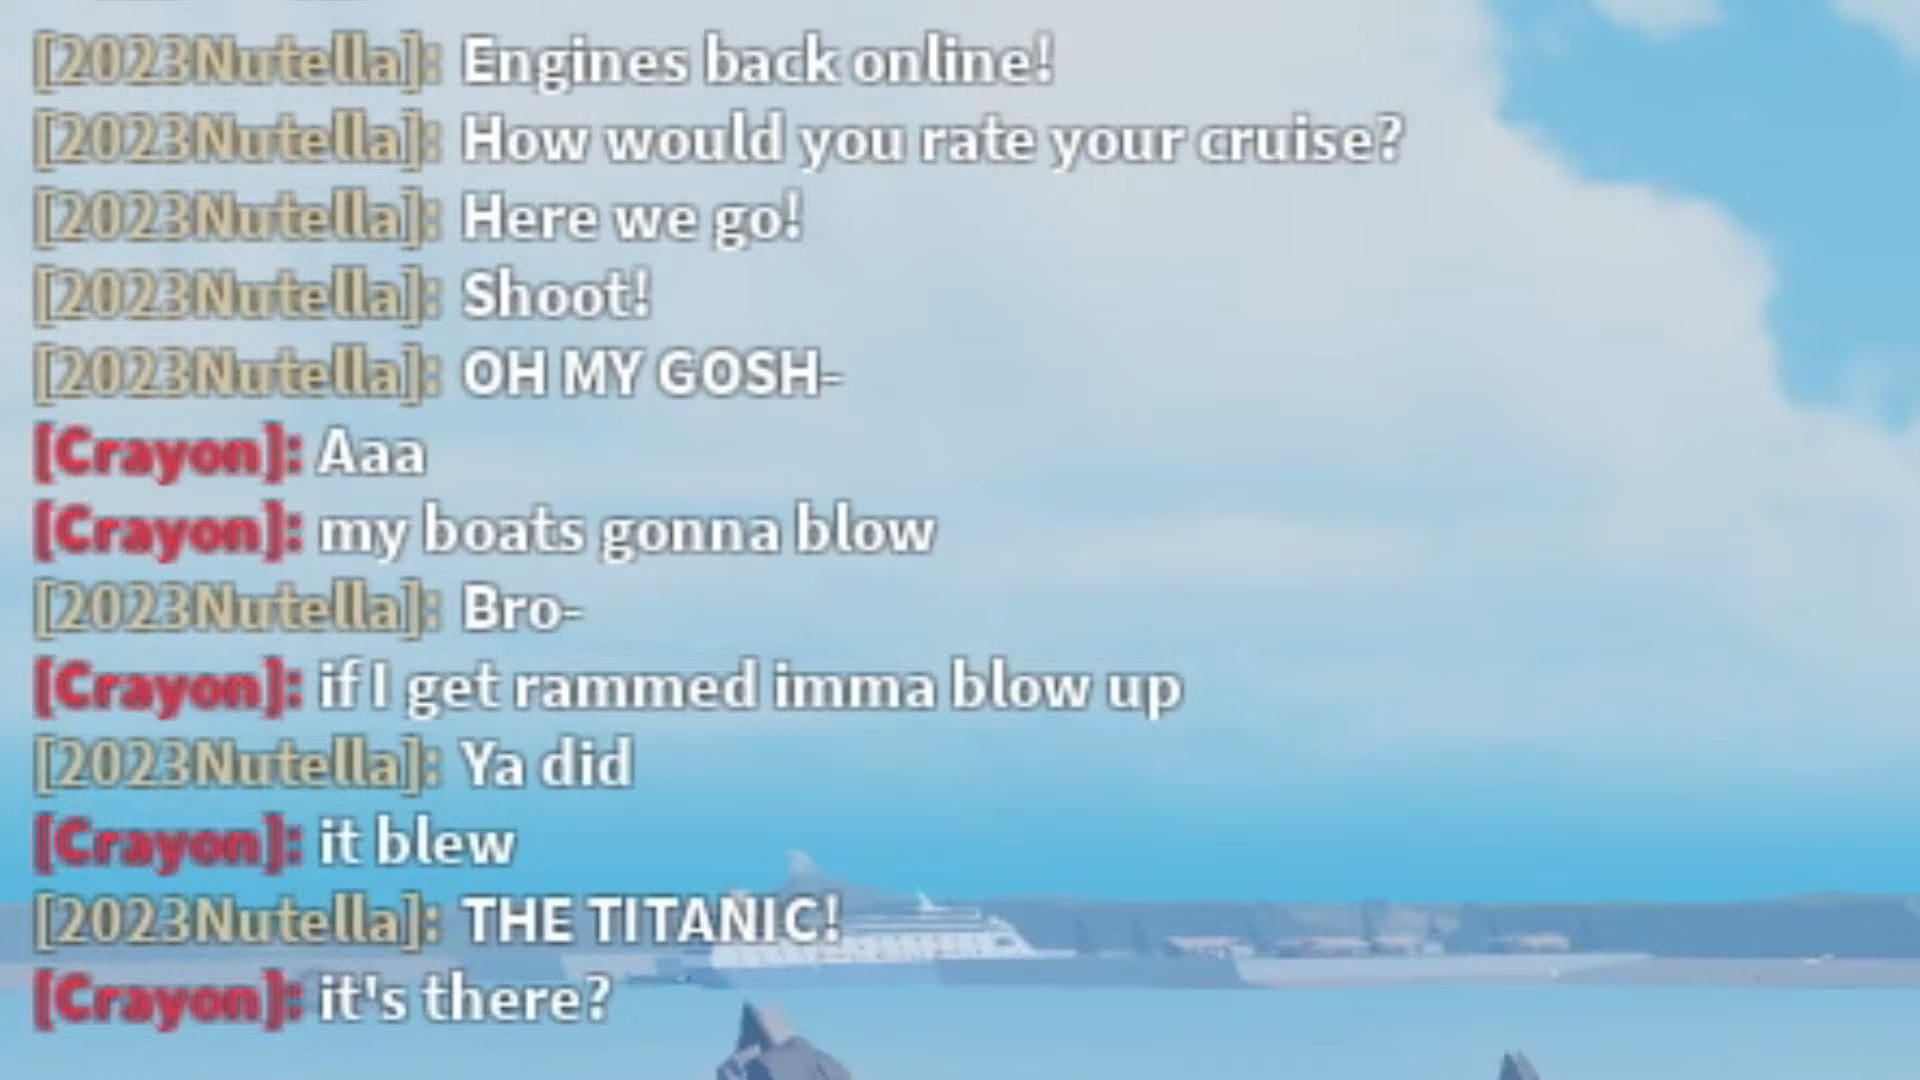 [2023Nutella]: Engines back online!
[2023Nutella]: How would you rate your cruise?
[2023Nutella]: Here we go!
[2023Nutella]: Shoot!
[2023Nutella]: OH MY GOSH-
[Crayon]: Aaa
[Crayon]: my boats gonna blow
[2023Nutella]: Bro-
[Crayon]: if I get rammed imma blow up
[2023Nutella]: Ya did
[Crayon]: it blew
[2023Nutella]: THE TITANIC!
[Crayon]: it's there?